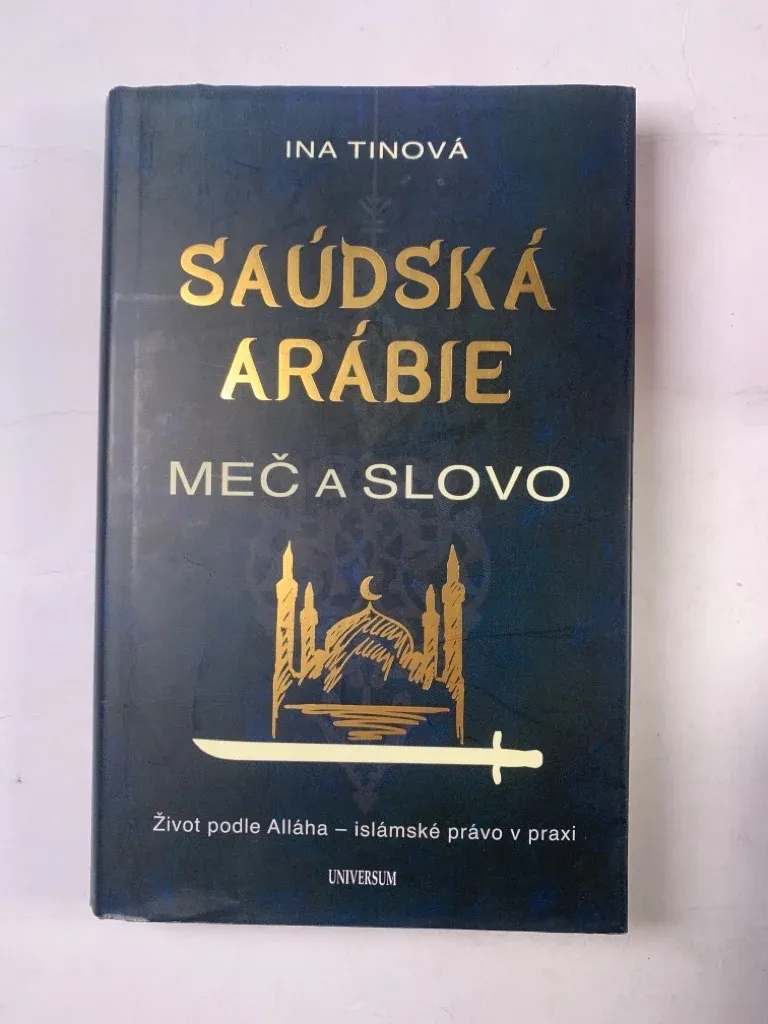 INA TINOVÁ
SAÚDSKÁ
ARÁBIE
MEČ A SLOVO
Život podle Alláha – islámské právo v praxi
UNIVERSUM